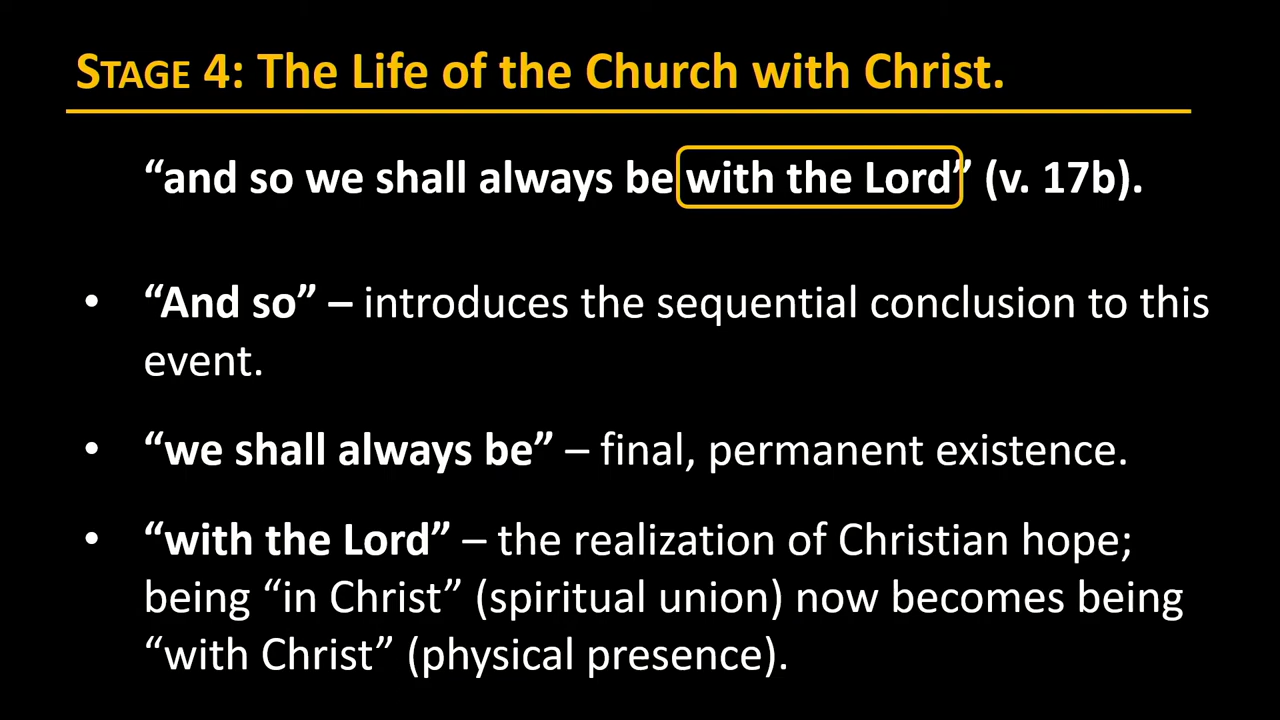 STAGE 4: The Life of the Church with Christ.
“and so we shall always be with the Lord” (v. 17b).
• “And so” – introduces the sequential conclusion to this
event.
• “we shall always be” – final, permanent existence.
• “with the Lord” – the realization of Christian hope;
being “in Christ” (spiritual union) now becomes being
“with Christ” (physical presence).